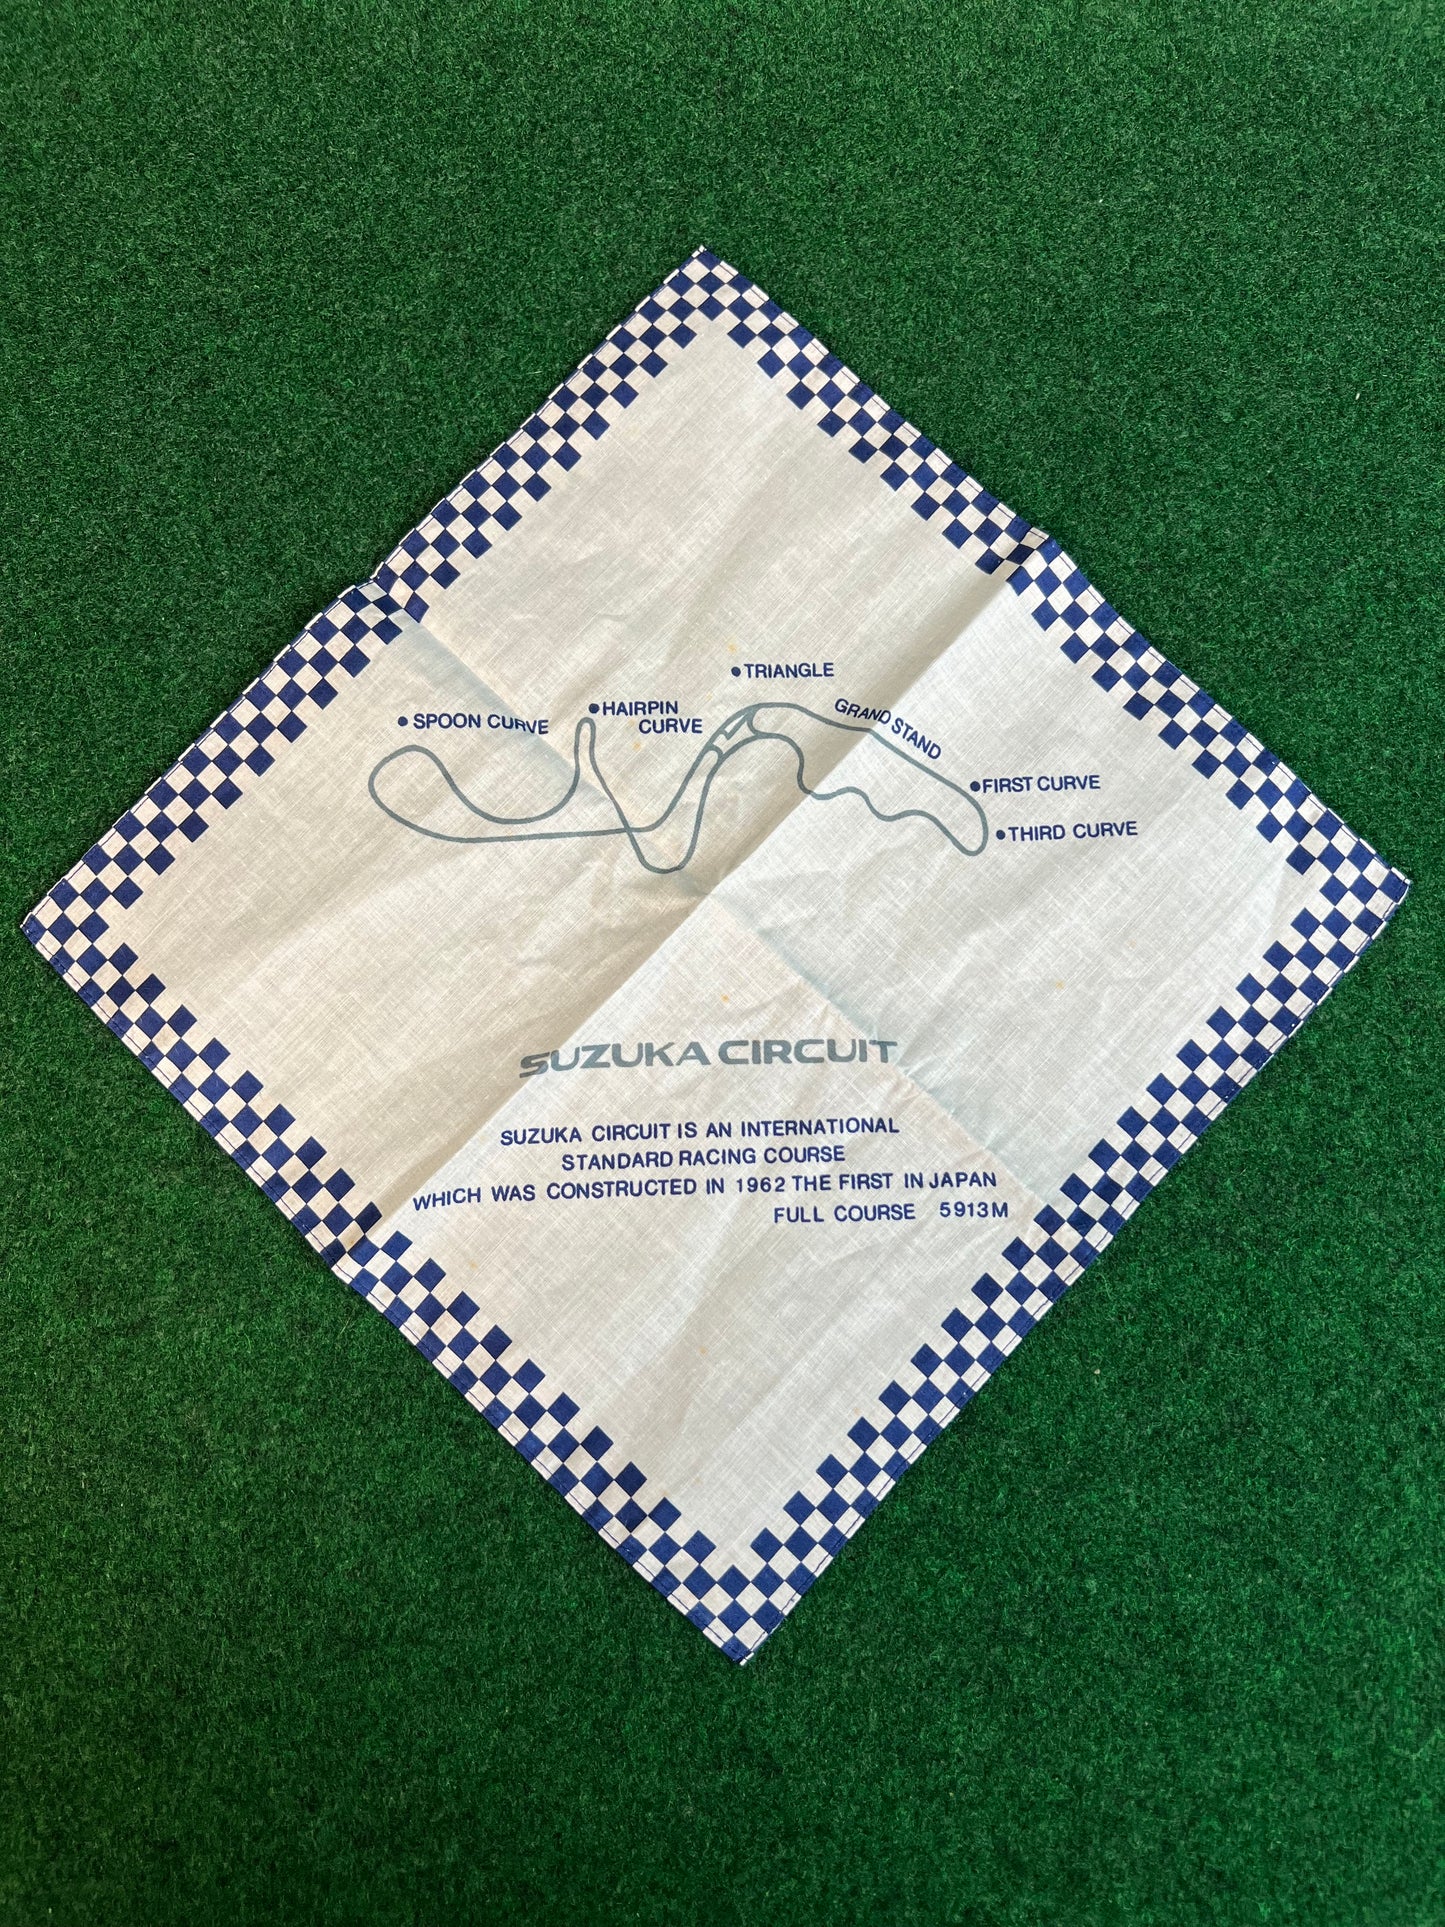 TRIANGLE
SPOON CURVE
HAIRPIN
CURVE
GRAND STAND
FIRST CURVE
THIRD CURVE
SUZUKA CIRCUIT
SUZUKA CIRCUIT IS AN INTERNATIONAL
STANDARD RACING COURSE
WHICH WAS CONSTRUCTED IN 1962 THE FIRST IN JAPAN
FULL COURSE 5913M